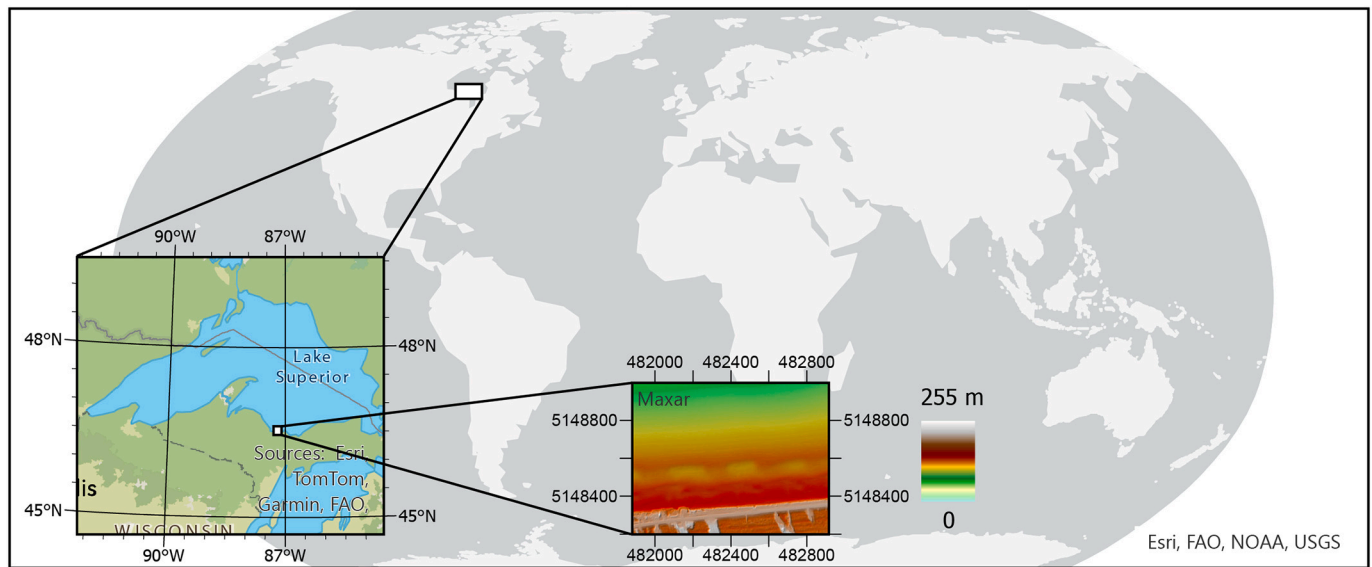 90°W 87°W
48°N 48°N
Lake
Superior
Sources: Esri,
TomTom,
Garmin, FAO,
lis
45°N 45°N
WISCONSIN
90°W 87°W
482000 482400 482800
Maxar
5148800 5148800
5148400 5148400
482000 482400 482800
255 m
0
Esri, FAO, NOAA, USGS